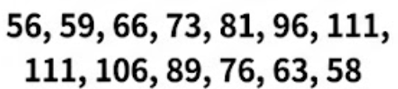 56, 59, 66, 73, 81, 96, 111,
111, 106, 89, 76, 63, 58